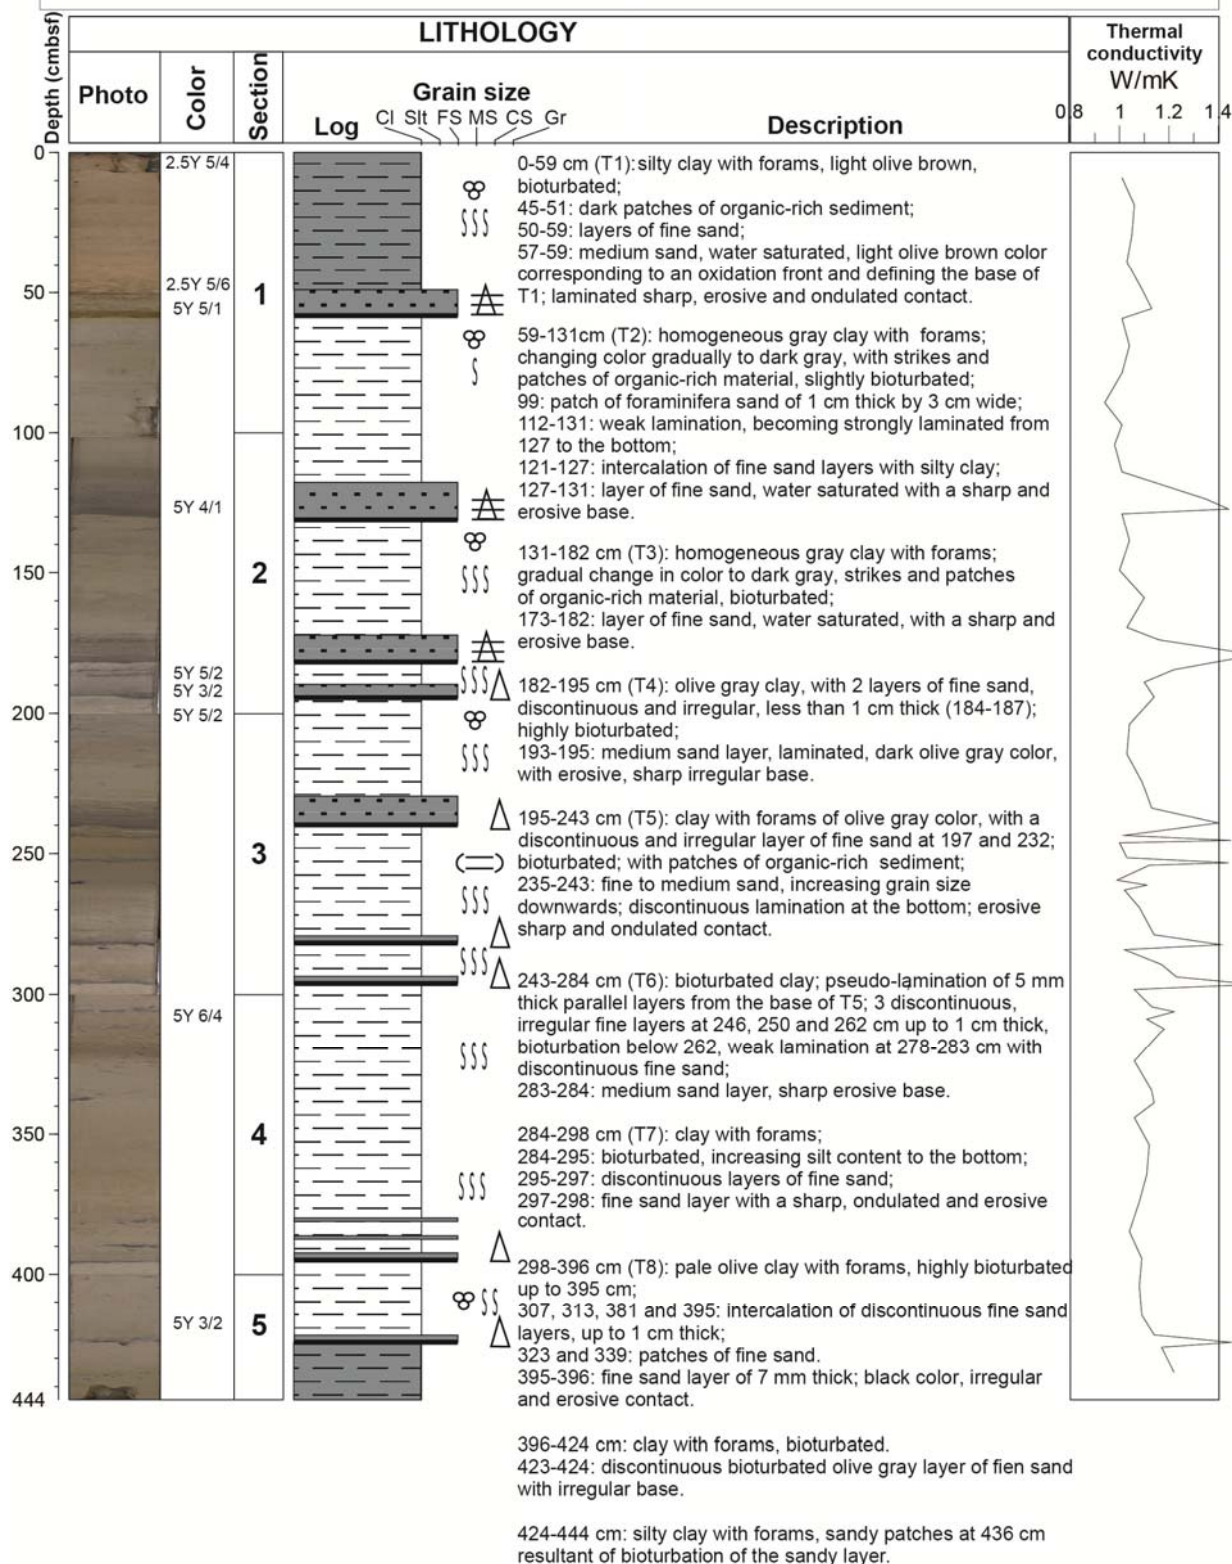 LITHOLOGY
Thermal
conductivity
W/mK
Depth (cmbsf)
Photo
Color
Section
Log
Grain size
Cl Slt FS MS CS Gr
Description
0.8 1 1.2 1.4
0
50
100
150
200
250
300
350
400
444
2.5Y 5/4
2.5Y 5/6
5Y 5/1
5Y 4/1
5Y 5/2
5Y 3/2
5Y 5/2
5Y 6/4
5Y 3/2
1
2
3
4
5
0-59 cm (T1): silty clay with forams, light olive brown,
bioturbated;
45-51: dark patches of organic-rich sediment;
50-59: layers of fine sand;
57-59: medium sand, water saturated, light olive brown color
corresponding to an oxidation front and defining the base of
T1; laminated sharp, erosive and ondulated contact.
59-131cm (T2): homogeneous gray clay with forams;
changing color gradually to dark gray, with strikes and
patches of organic-rich material, slightly bioturbated;
99: patch of foraminifera sand of 1 cm thick by 3 cm wide;
112-131: weak lamination, becoming strongly laminated from
127 to the bottom;
121-127: intercalation of fine sand layers with silty clay;
127-131: layer of fine sand, water saturated with a sharp and
erosive base.
131-182 cm (T3): homogeneous gray clay with forams;
gradual change in color to dark gray, strikes and patches
of organic-rich material, bioturbated;
173-182: layer of fine sand, water saturated, with a sharp and
erosive base.
182-195 cm (T4): olive gray clay, with 2 layers of fine sand,
discontinuous and irregular, less than 1 cm thick (184-187);
highly bioturbated;
193-195: medium sand layer, laminated, dark olive gray color,
with erosive, sharp irregular base.
195-243 cm (T5): clay with forams of olive gray color, with a
discontinuous and irregular layer of fine sand at 197 and 232;
bioturbated; with patches of organic-rich sediment;
235-243: fine to medium sand, increasing grain size
downwards; discontinuous lamination at the bottom; erosive
sharp and ondulated contact.
243-284 cm (T6): bioturbated clay; pseudo-lamination of 5 mm
thick parallel layers from the base of T5; 3 discontinuous,
irregular fine layers at 246, 250 and 262 cm up to 1 cm thick,
bioturbation below 262, weak lamination at 278-283 cm with
discontinuous fine sand;
283-284: medium sand layer, sharp erosive base.
284-298 cm (T7): clay with forams;
284-295: bioturbated, increasing silt content to the bottom;
295-297: discontinuous layers of fine sand;
297-298: fine sand layer with a sharp, ondulated and erosive
contact.
298-396 cm (T8): pale olive clay with forams, highly bioturbated
up to 395 cm;
307, 313, 381 and 395: intercalation of discontinuous fine sand
layers, up to 1 cm thick;
323 and 339: patches of fine sand.
395-396: fine sand layer of 7 mm thick; black color, irregular
and erosive contact.
396-424 cm: clay with forams, bioturbated.
423-424: discontinuous bioturbated olive gray layer of fien sand
with irregular base.
424-444 cm: silty clay with forams, sandy patches at 436 cm
resultant of bioturbation of the sandy layer.